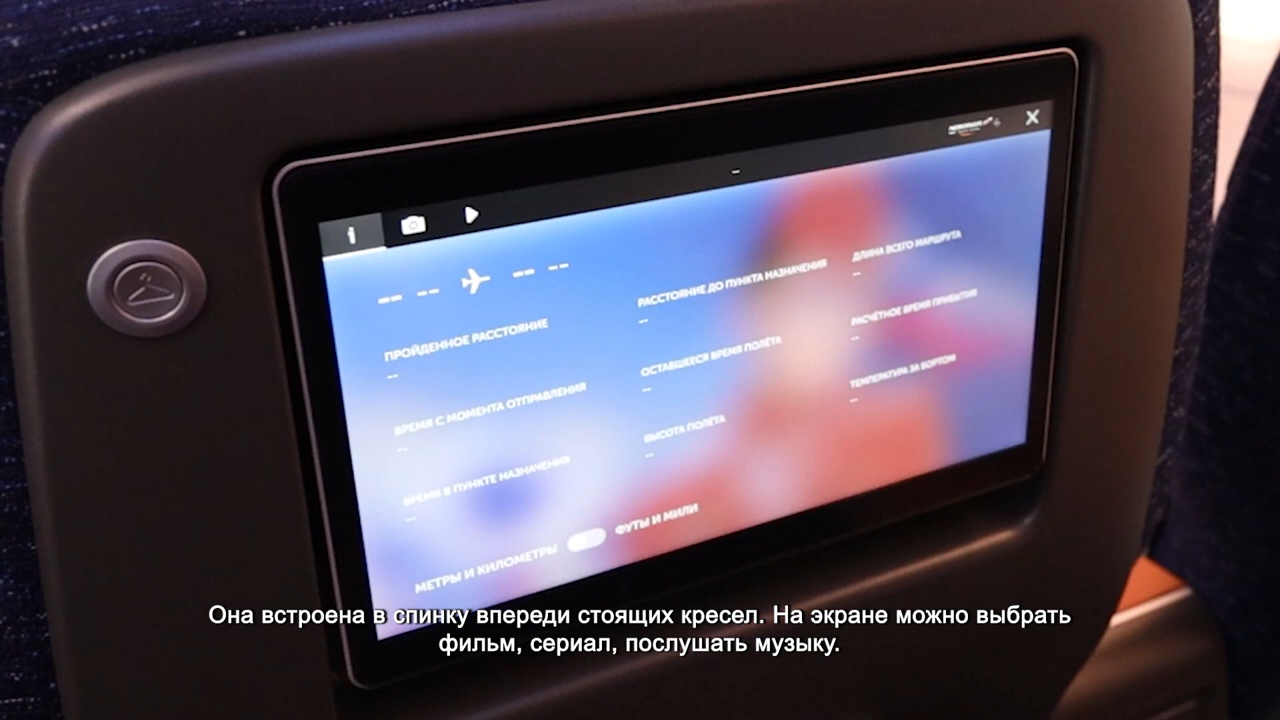 ПРОЙДЕННОЕ РАССТОЯНИЕ
--
ВРЕМЯ С МОМЕНТА ОТПРАВЛЕНИЯ
--
ВРЕМЯ В ПУНКТЕ НАЗНАЧЕНИЯ
--
РАССТОЯНИЕ ДО ПУНКТА НАЗНАЧЕНИЯ
--
ОСТАВШЕЕСЯ ВРЕМЯ ПОЛЁТА
--
ВЫСОТА ПОЛЁТА
--
ДЛИНА ВСЕГО МАРШРУТА
--
РАСЧЁТНОЕ ВРЕМЯ ПРИБЫТИЯ
--
ТЕМПЕРАТУРА ЗА БОРТОМ
--
МЕТРЫ И КИЛОМЕТРЫ ФУТЫ И МИЛИ
Она встроена в спинку впереди стоящих кресел. На экране можно выбрать
фильм, сериал, послушать музыку.